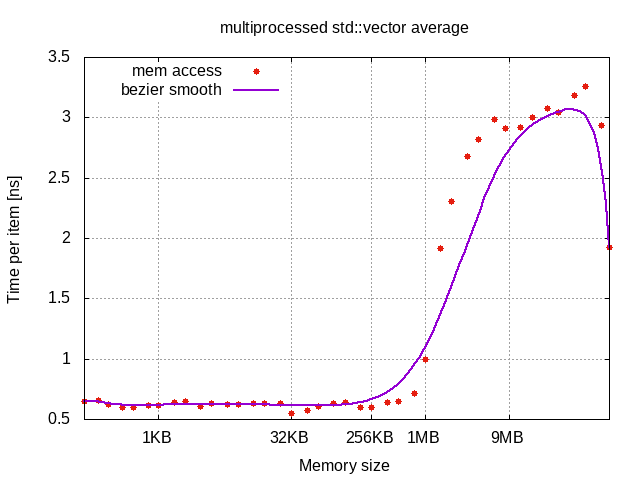 multiprocessed std::vector average
mem access
bezier smooth
3.5
3
2.5
2
1.5
1
0.5
Time per item [ns]
1KB 32KB 256KB 1MB 9MB
Memory size